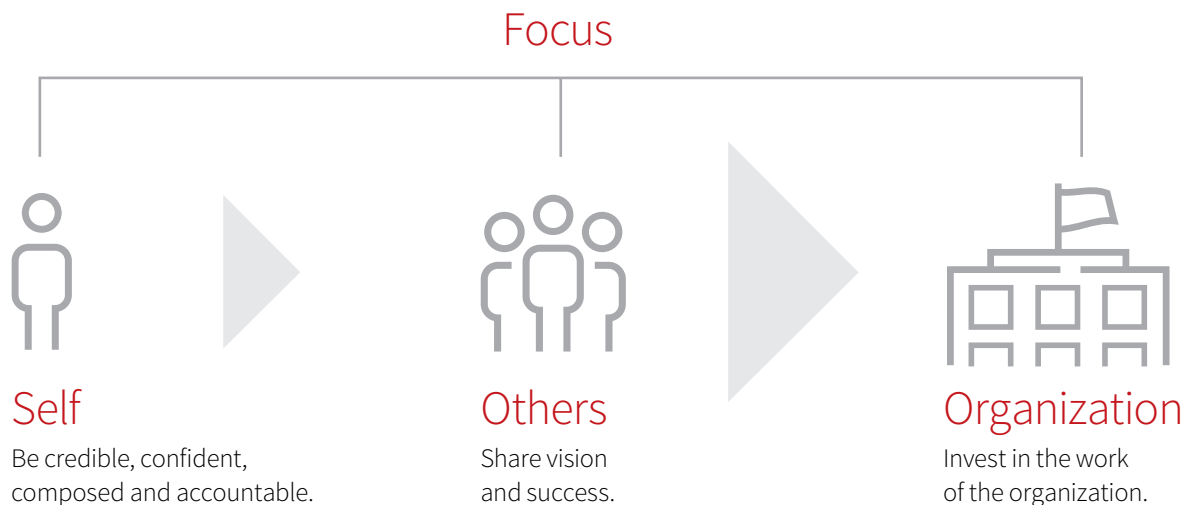 Focus
Self
Be credible, confident,
composed and accountable.
Others
Share vision
and success.
Organization
Invest in the work
of the organization.